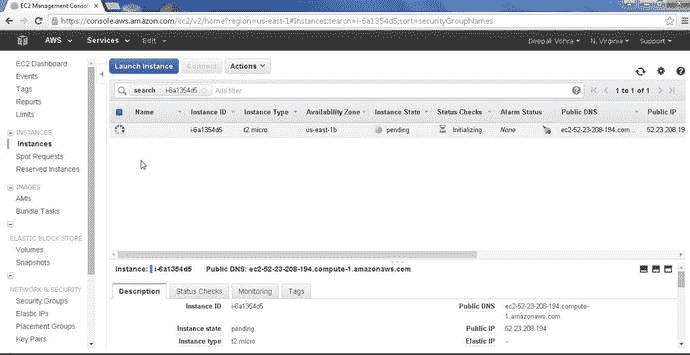 EC2 Management Consol
https://console.aws.amazon.com/ec2/v2/home?region=us-east-1#Instances:search=i-6a1354d5;sort=securityGroupNames
AWS Services Edit Deepak Vohra N. Virginia Support
EC2 Dashboard
Events
Tags
Reports
Limits
INSTANCES
Instances
Spot Requests
Reserved Instances
IMAGES
AMIs
Bundle Tasks
ELASTIC BLOCK STORE
Volumes
Snapshots
NETWORK & SECURITY
Security Groups
Elastic IPs
Placement Groups
Key Pairs
Launch Instance Connect Actions
search : i-6a1354d5 Add filter 1 to 1 of 1
Name Instance ID Instance Type Availability Zone Instance State Status Checks Alarm Status Public DNS Public IP
i-6a1354d5 t2.micro us-east-1b pending Initializing None ec2-52-23-208-194.com... 52.23.208.19
Instance: i-6a1354d5 Public DNS: ec2-52-23-208-194.compute-1.amazonaws.com
Description Status Checks Monitoring Tags
Instance ID i-6a1354d5 Public DNS ec2-52-23-208-194.compute-
1.amazonaws.com
Instance state pending Public IP 52.23.208.194
Instance type t2.micro Elastic IP -